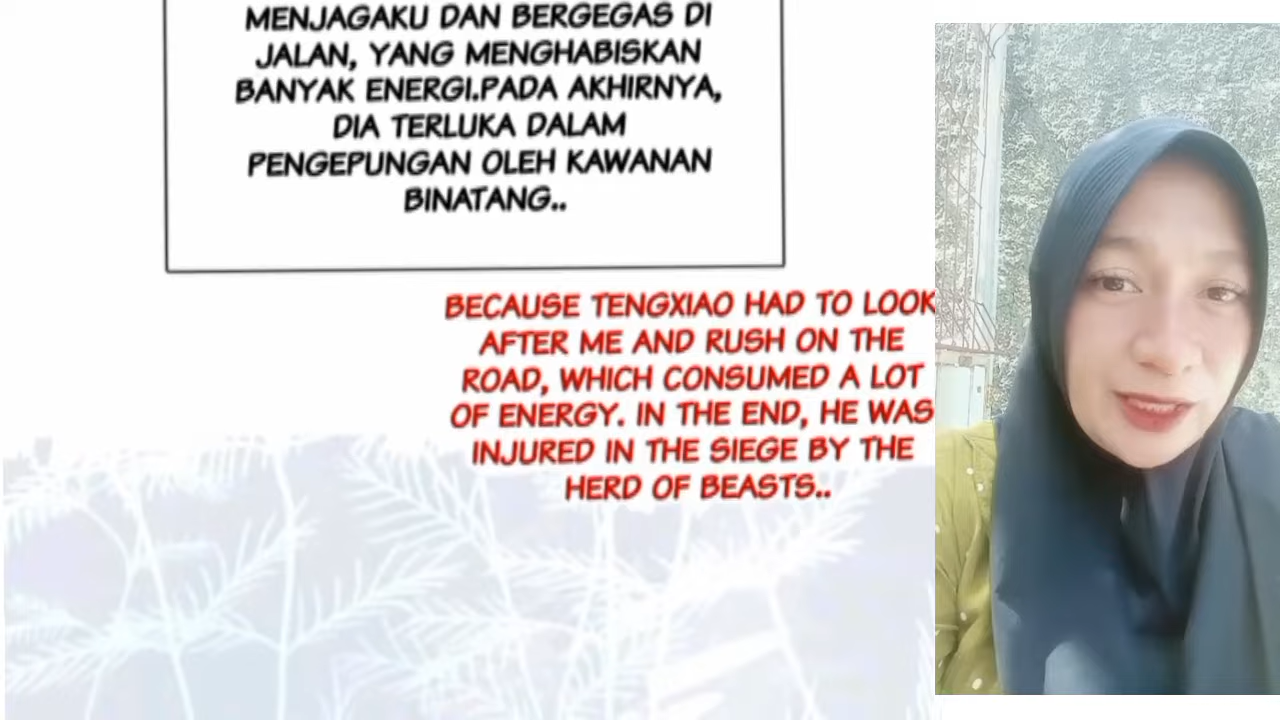 MENJAGAKU DAN BERGEGAS DI
JALAN, YANG MENGHABISKAN
BANYAK ENERGI.PADA AKHIRNYA,
DIA TERLUKA DALAM
PENGEPUNGAN OLEH KAWANAN
BINATANG..
BECAUSE TENGXIAO HAD TO LOOK
AFTER ME AND RUSH ON THE
ROAD, WHICH CONSUMED A LOT
OF ENERGY. IN THE END, HE WAS
INJURED IN THE SIEGE BY THE
HERD OF BEASTS..